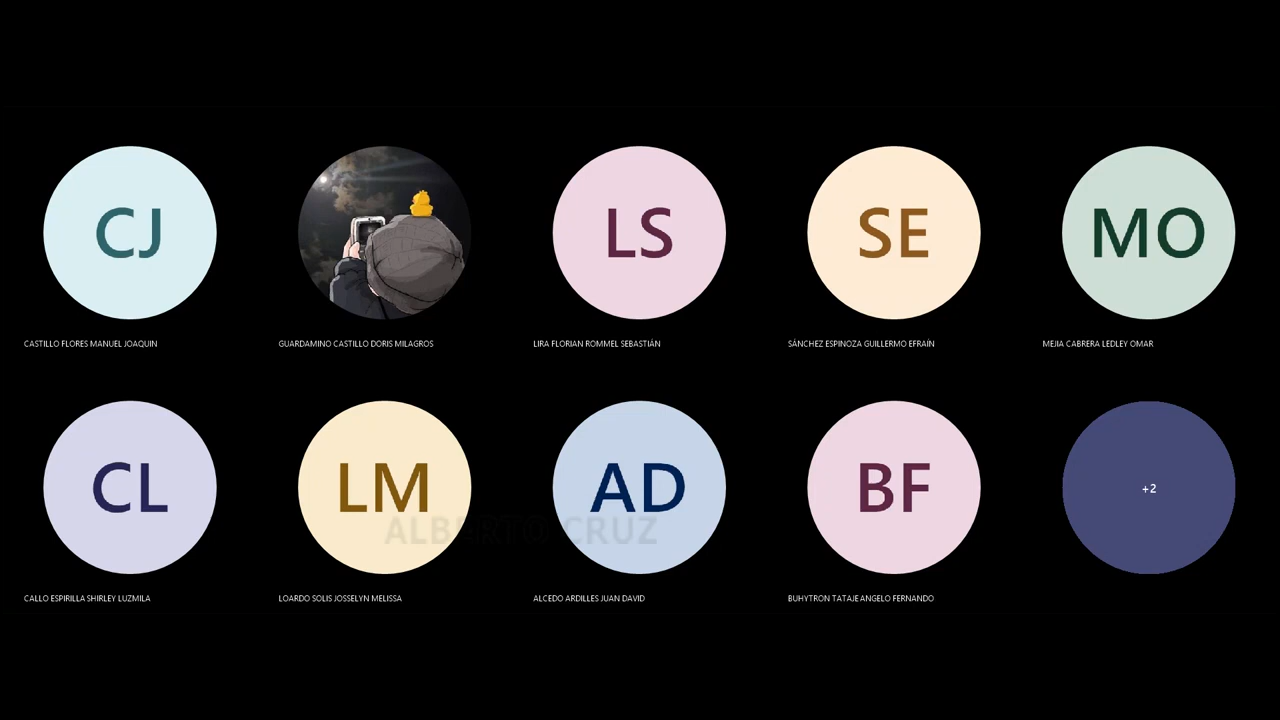 CJ
LS
SE
MO
CASTILLO FLORES MANUEL JOAQUIN
GUARDAMINO CASTILLO DORIS MILAGROS
LIRA FLORIAN ROMMEL SEBASTIÁN
SÁNCHEZ ESPINOZA GUILLERMO EFRAÍN
MEJIA CABRERA LEDLEY OMAR
CL
LM
AD
BF
+2
ALBERTO CRUZ
CALLO ESPIRILLA SHIRLEY LUZMILA
LOARDO SOLIS JOSSELYN MELISSA
ALCEDO ARDILLES JUAN DAVID
BUHYTRON TATAJE ANGELO FERNANDO